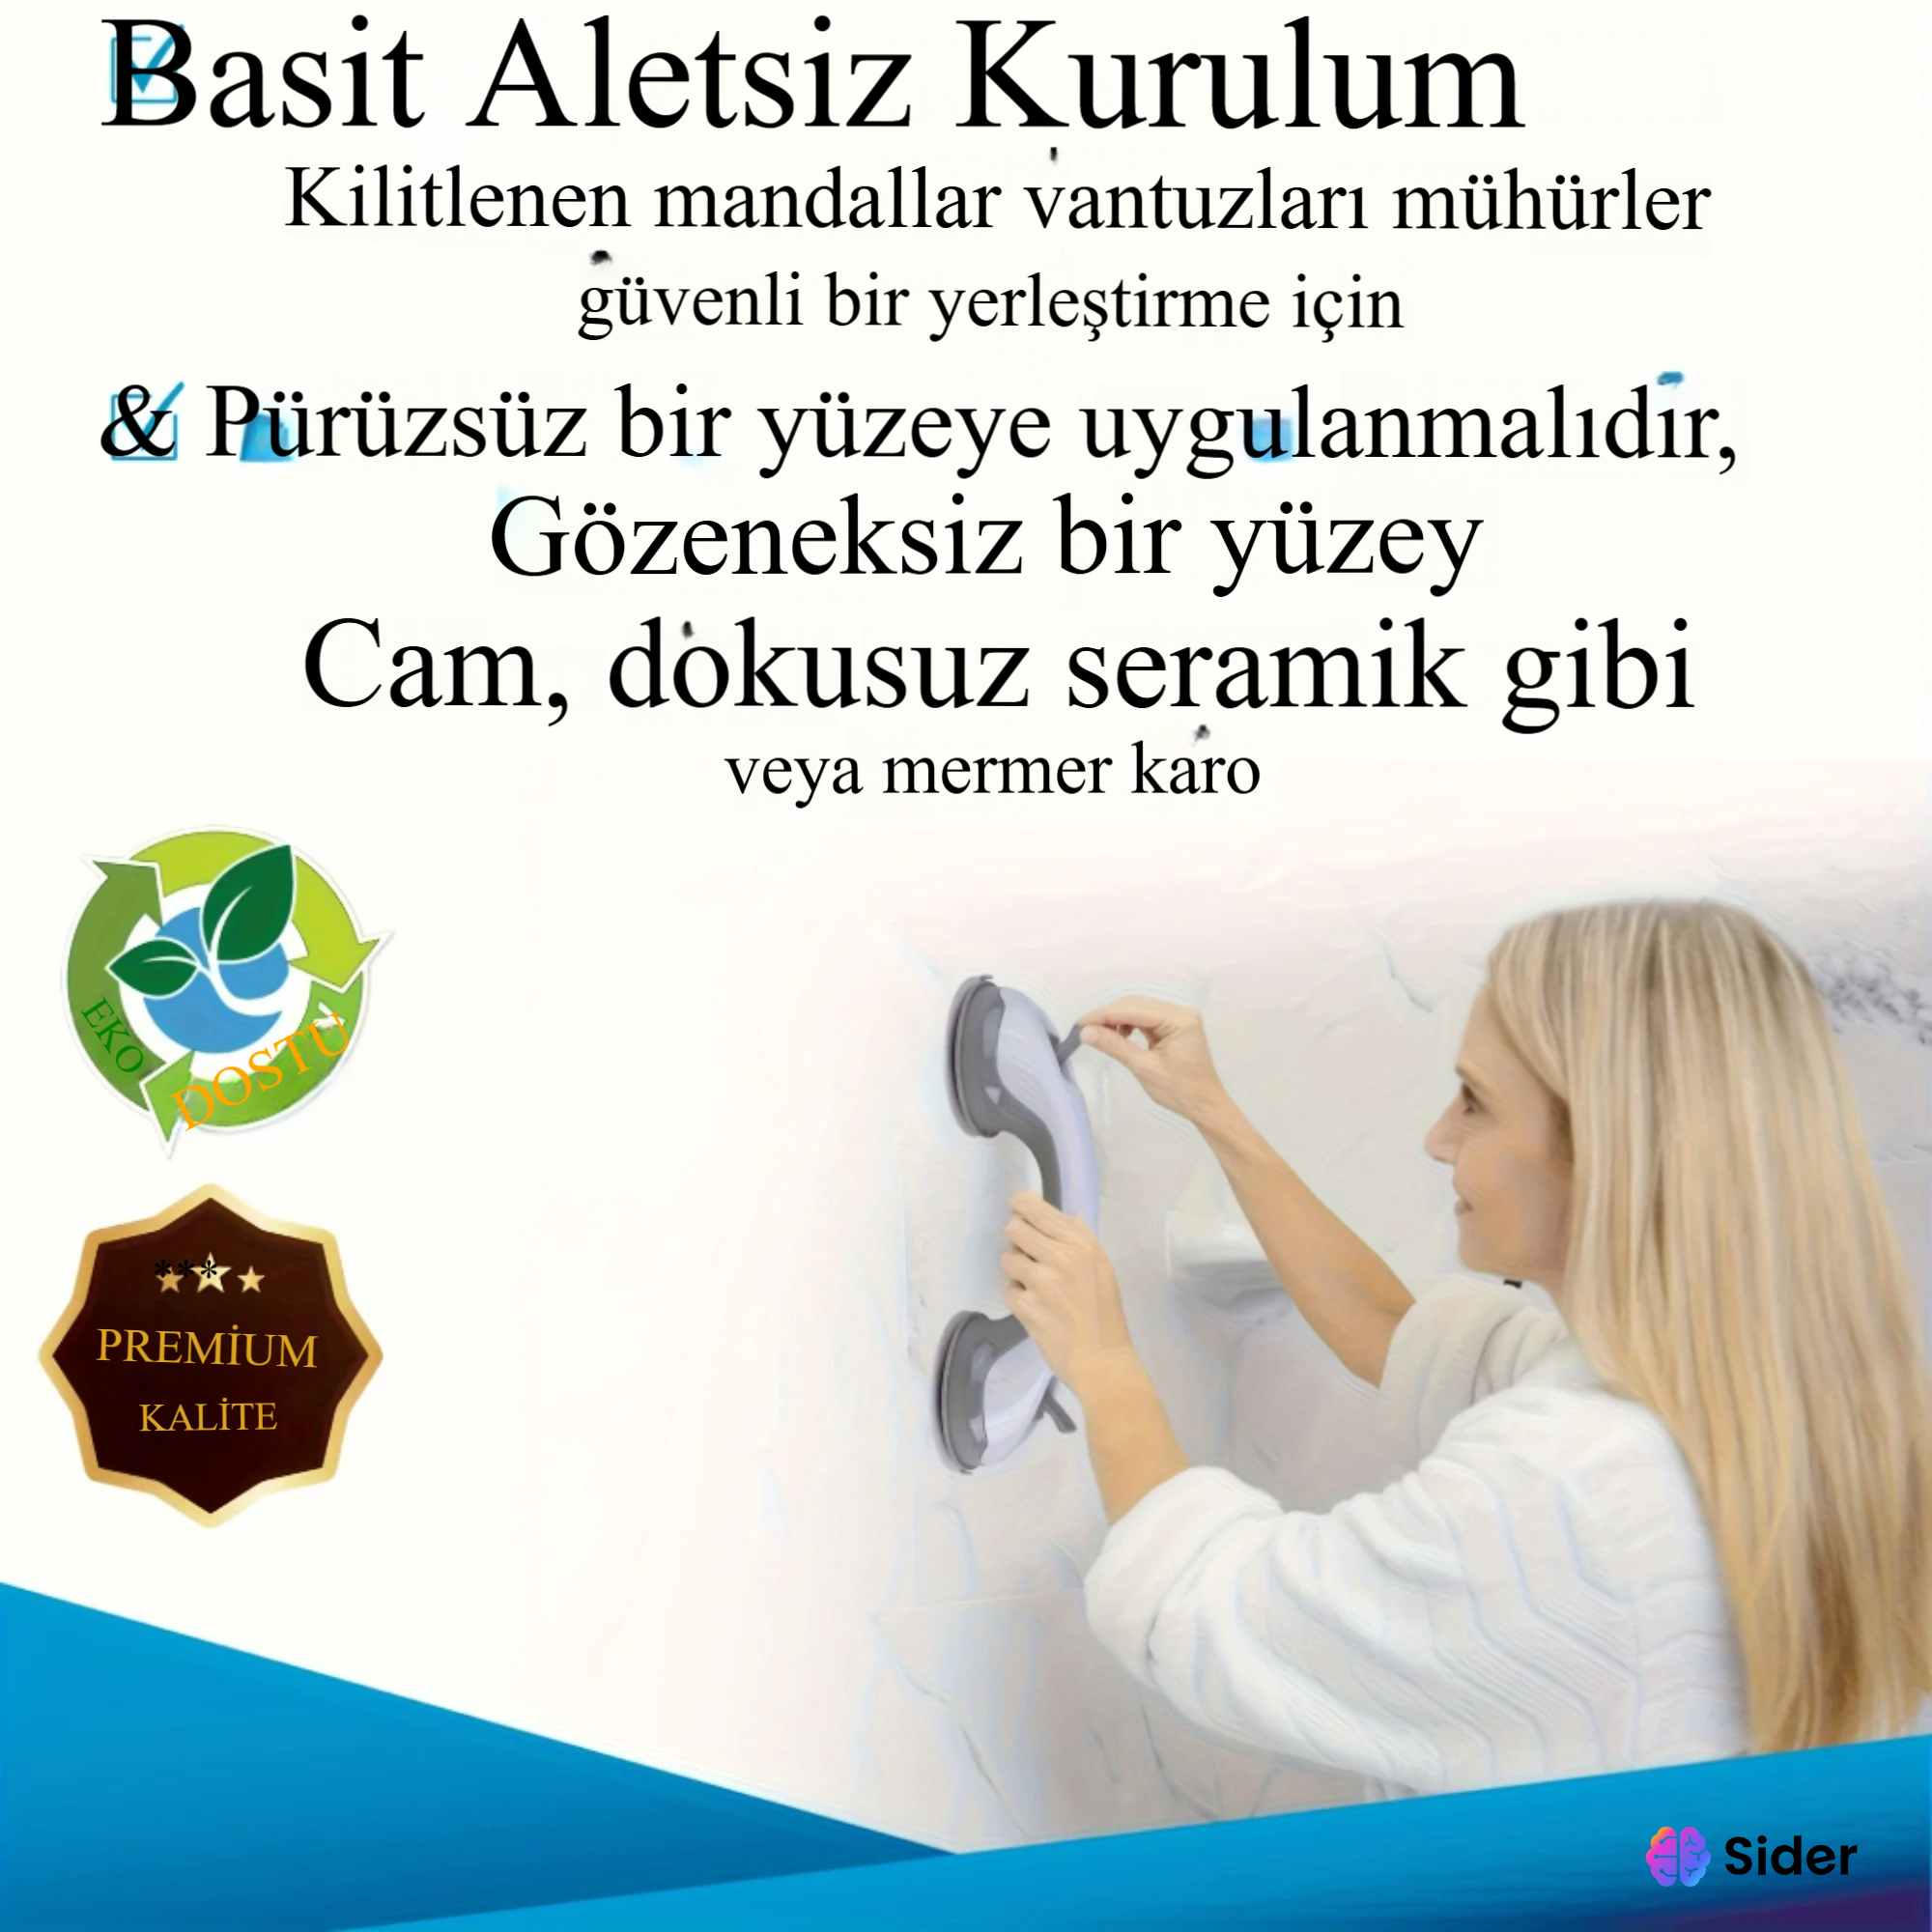 Basit Aletsiz Kurulum
Kilitlenen mandallar vantuzları mühürler
güvenli bir yerleştirme için
& Pürüzsüz bir yüzeye uygulanmalıdır,
Gözeneksiz bir yüzey
Cam, dokusuz seramik gibi
veya mermer karo
EKO
DOSTU
***
PREMİUM
KALİTE
Sider